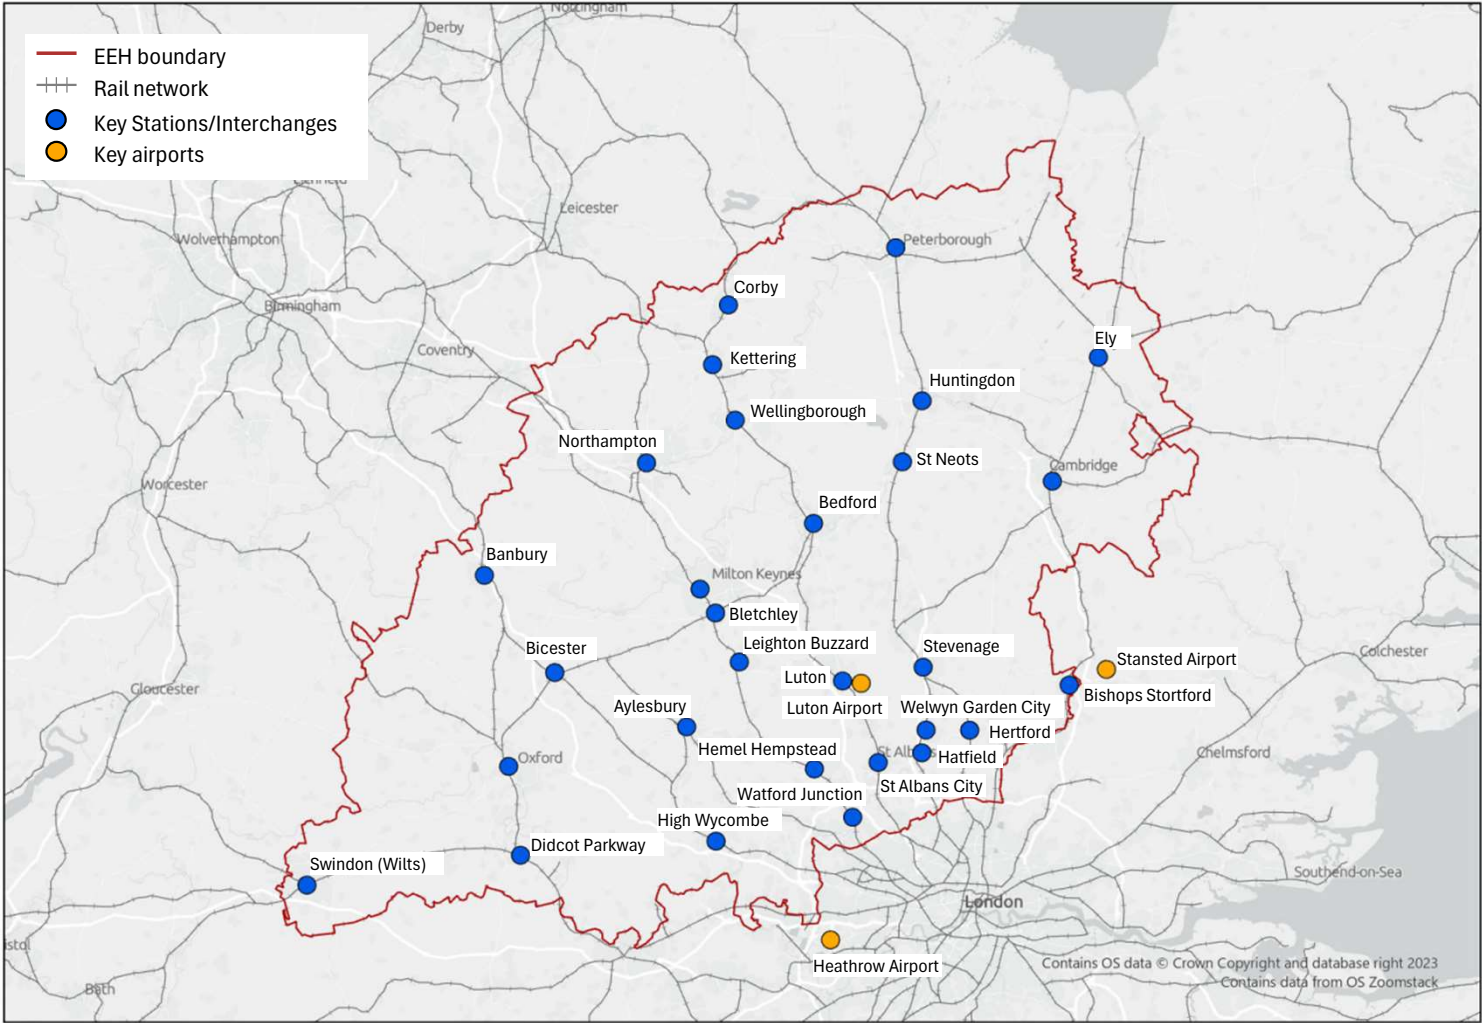 Nottingham
Derby
EEH boundary
Rail network
Key Stations/Interchanges
Key airports
Lichfield
Leicester
Wolverhampton
Peterborough
Corby
Birmingham
Ely
Coventry
Kettering
Huntingdon
Wellingborough
Northampton
St Neots
Cambridge
Worcester
Bedford
Banbury
Milton Keynes
Bletchley
Leighton Buzzard
Stevenage
Bicester
Colchester
Stansted Airport
Luton
Gloucester
Bishops Stortford
Aylesbury
Luton Airport
Welwyn Garden City
Hertford
Hemel Hempstead
St Albans
Hatfield
Chelmsford
Oxford
St Albans City
Watford Junction
High Wycombe
Didcot Parkway
Swindon (Wilts)
Southend-on-Sea
London
istol
Heathrow Airport
Contains OS data © Crown Copyright and database right 2023
Contains data from OS Zoomstack
Bath